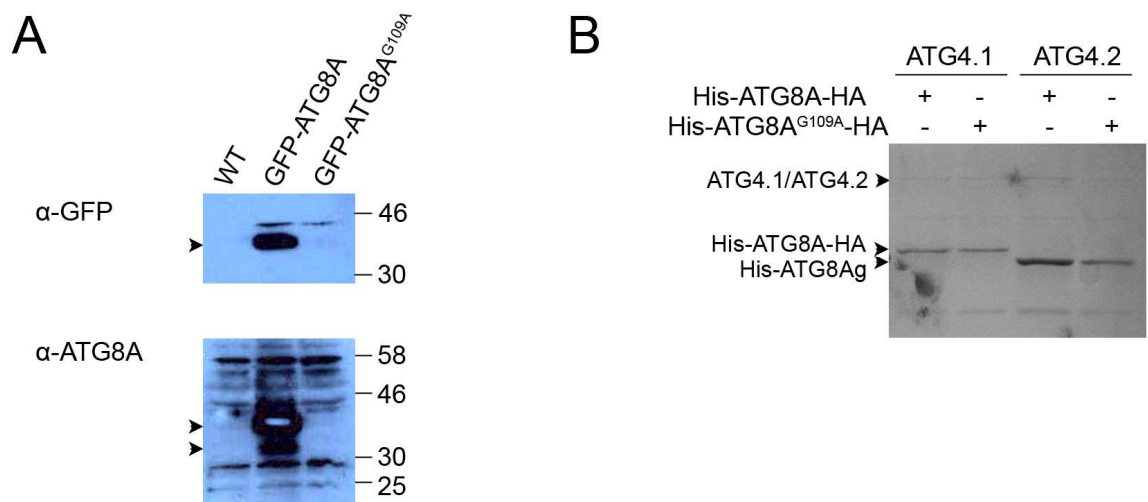 A
WT
GFP-ATG8A
GFP-ATG8A^G109A
α-GFP
46
30
α-ATG8A
58
46
30
25
B
ATG4.1 ATG4.2
His-ATG8A-HA + - + -
His-ATG8A^G109A-HA - + - +
ATG4.1/ATG4.2
His-ATG8A-HA
His-ATG8Ag